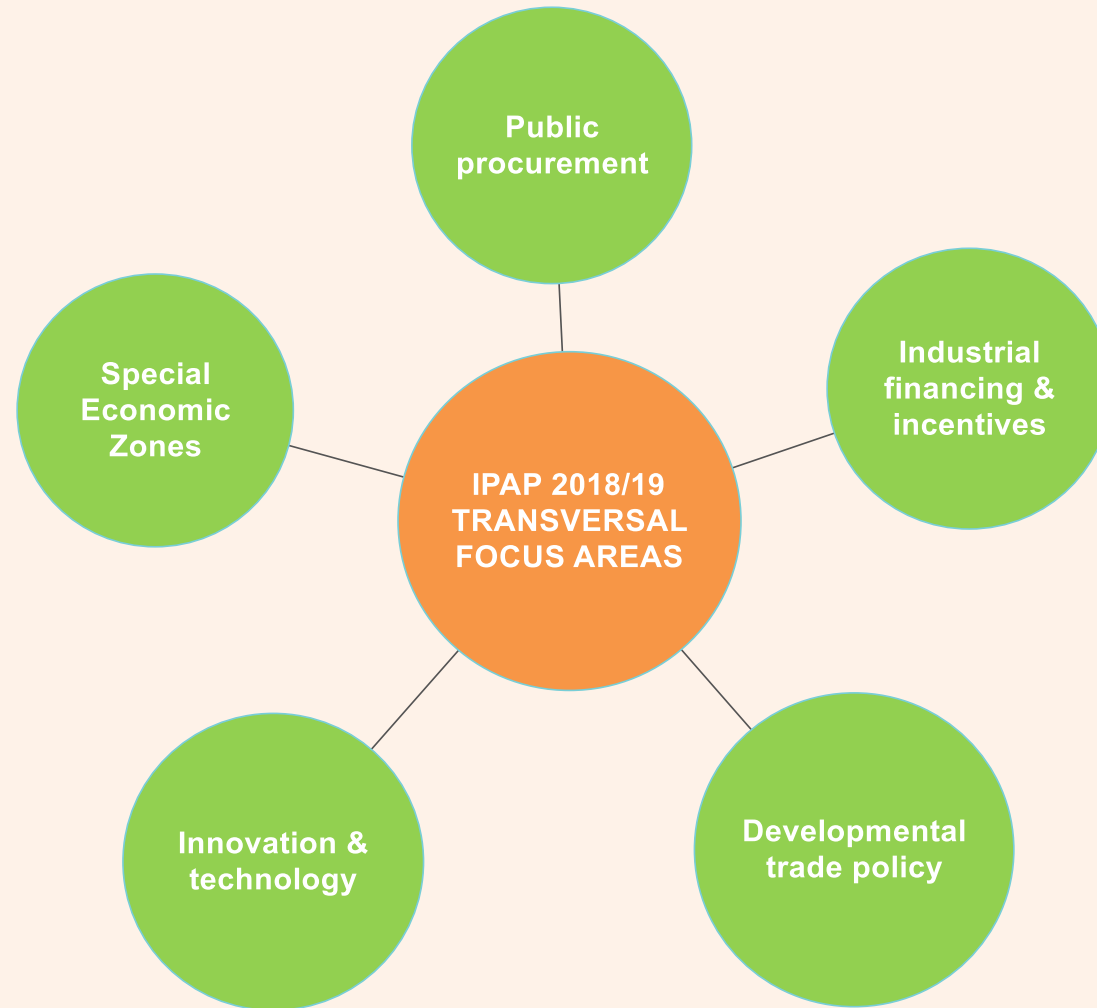 Public
procurement
Industrial
financing &
incentives
Special
Economic
Zones
IPAP 2018/19
TRANSVERSAL
FOCUS AREAS
Innovation &
technology
Developmental
trade policy